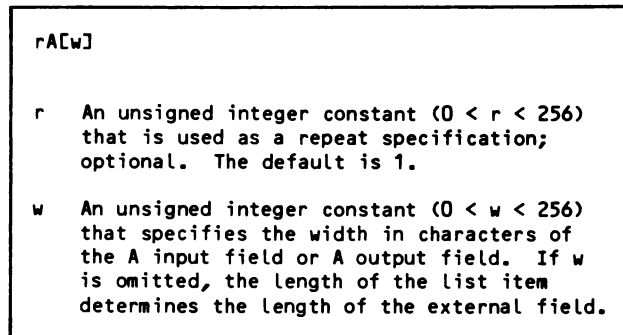 rA[w]
r An unsigned integer constant (0 < r < 256)
that is used as a repeat specification;
optional. The default is 1.
w An unsigned integer constant (0 < w < 256)
that specifies the width in characters of
the A input field or A output field. If w
is omitted, the length of the list item
determines the length of the external field.